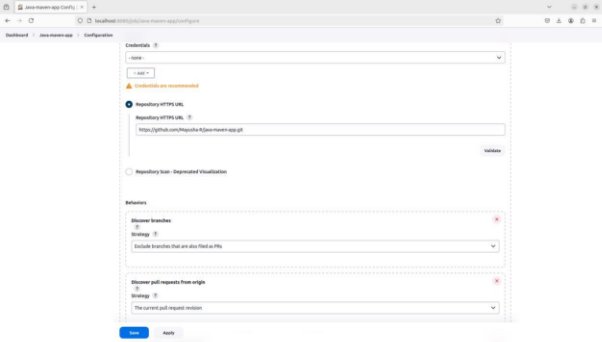 Java-maven-app Config
localhost:8080/job/Java-maven-app/configure
Dashboard > Java-maven-app > Configuration
Credentials ?
- none -
+ Add
Credentials are recommended
Repository HTTPS URL
Repository HTTPS URL ?
https://github.com/Mayusha-R/java-maven-app.git
Validate
Repository Scan - Deprecated Visualization
Behaviors
Discover branches
?
Strategy ?
Exclude branches that are also filed as PRs
Discover pull requests from origin
?
Strategy ?
The current pull request revision
Save Apply